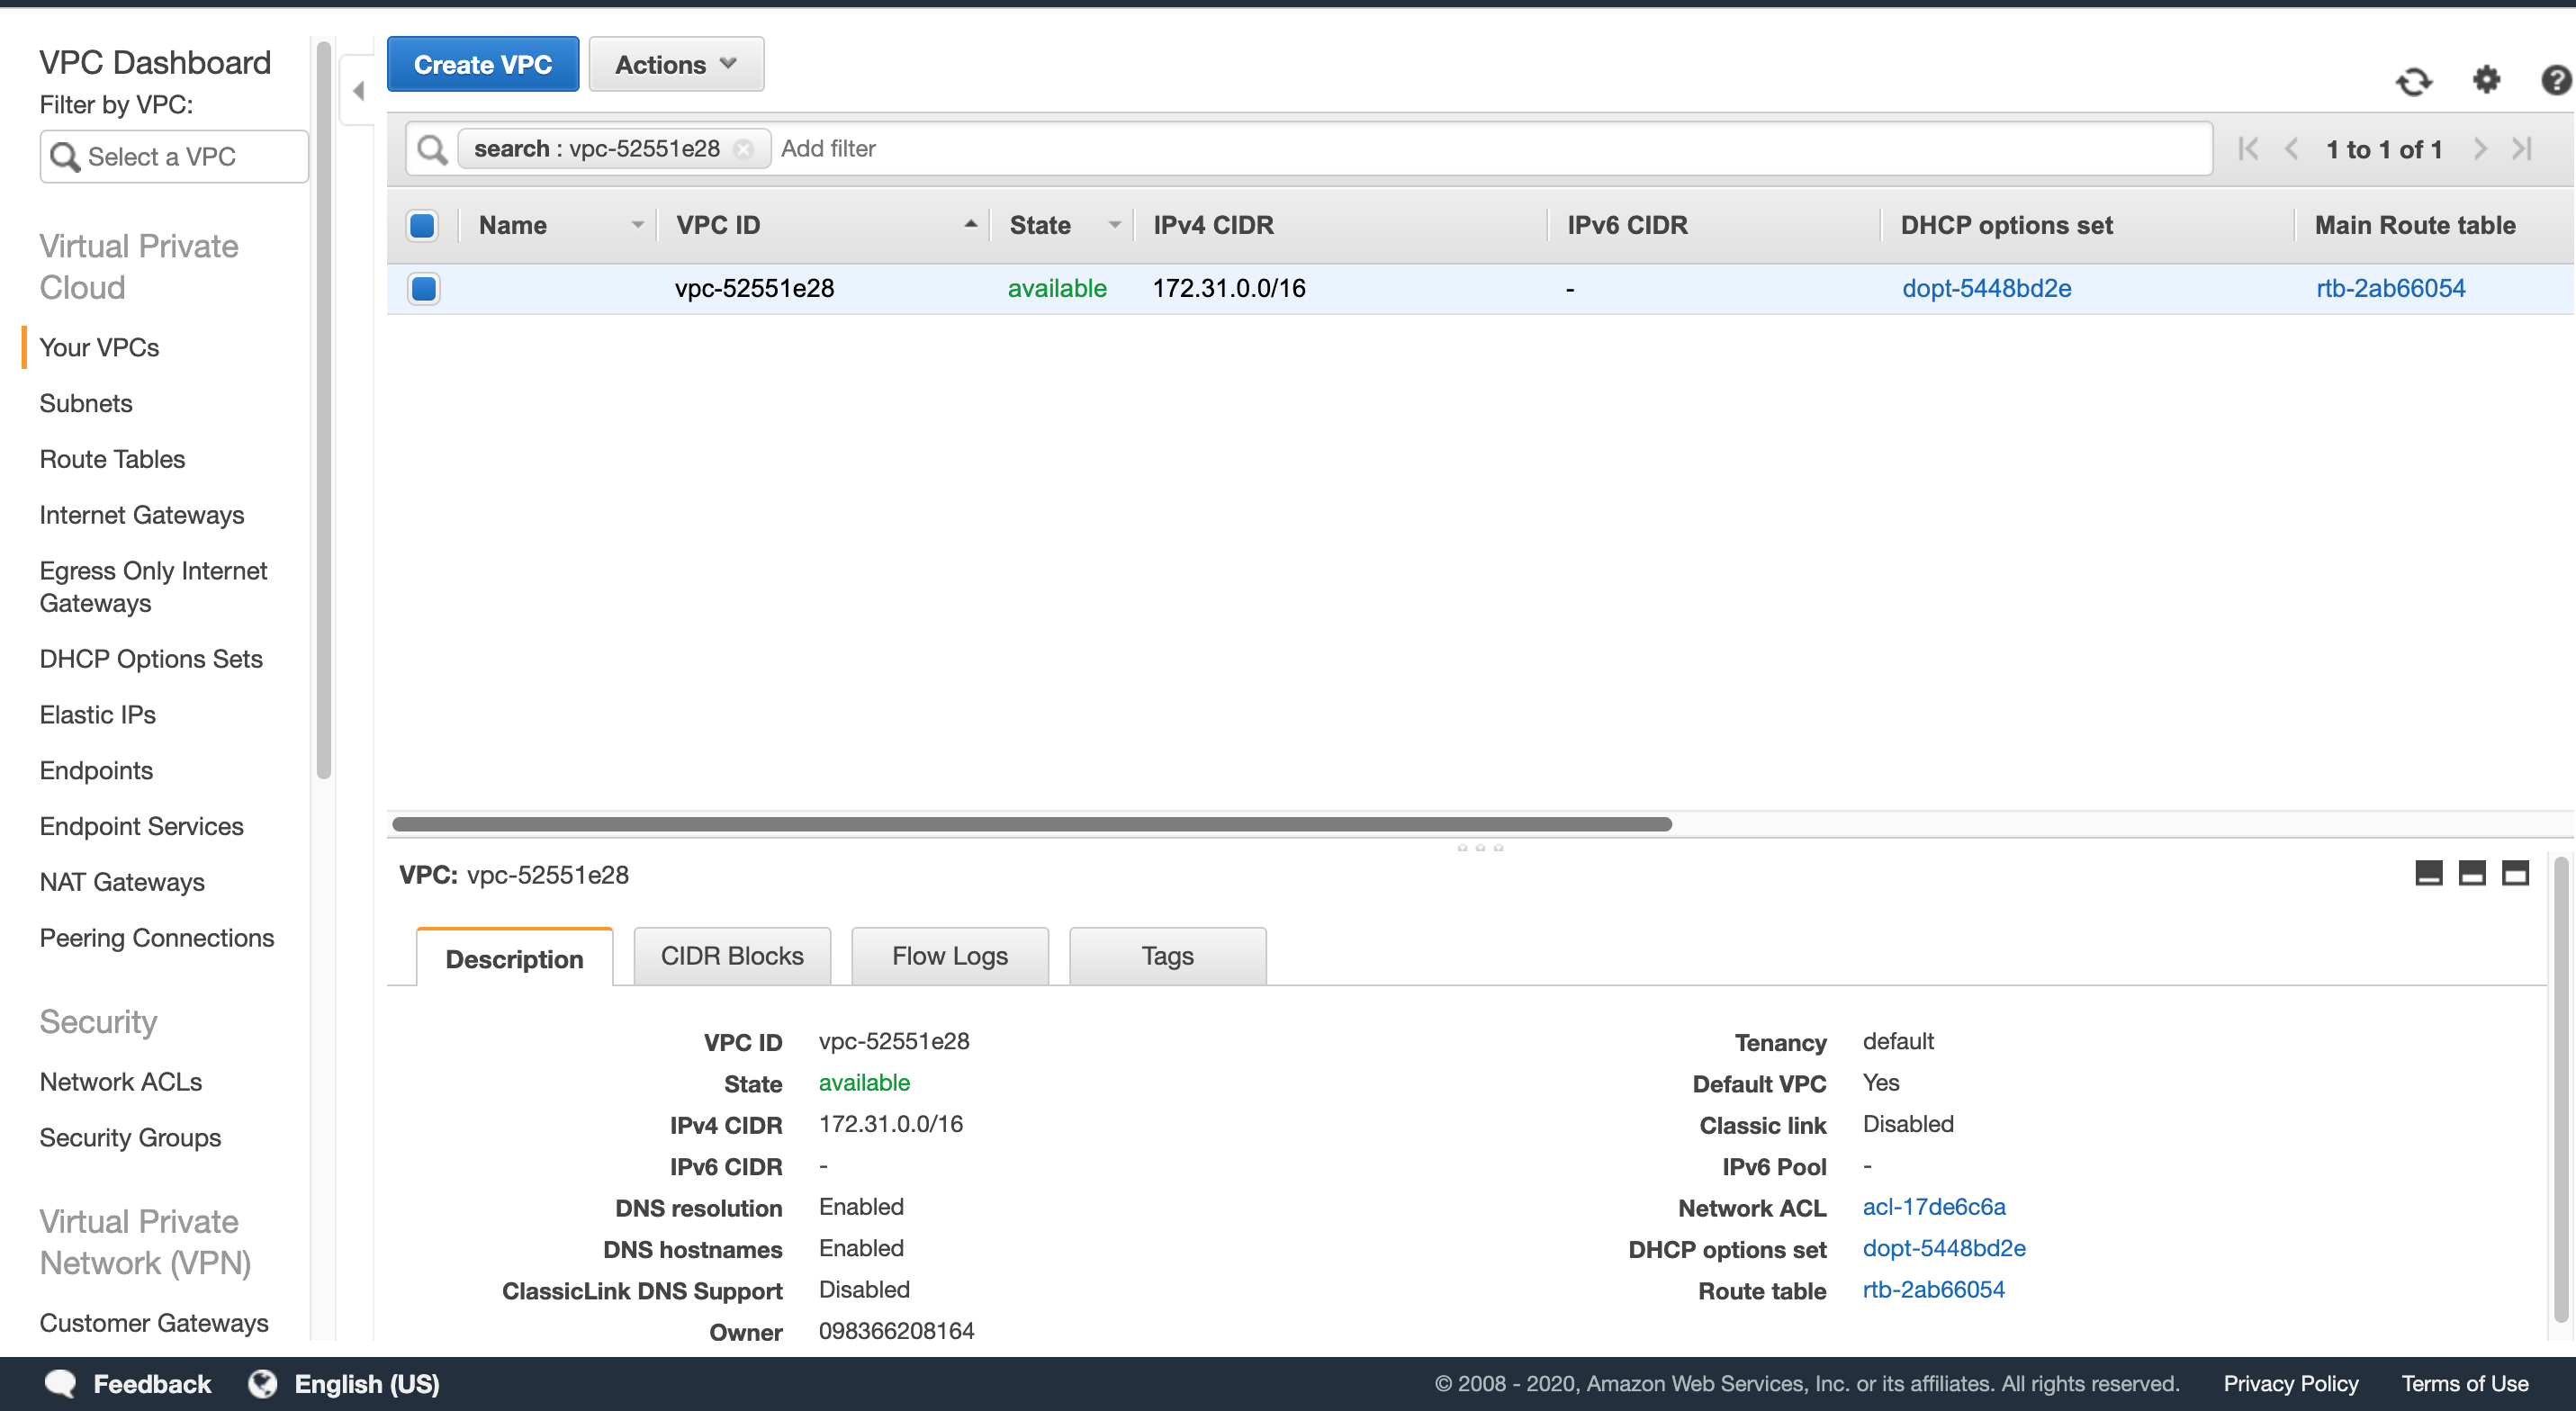 VPC Dashboard
Filter by VPC:
Select a VPC
Virtual Private
Cloud
Your VPCs
Subnets
Route Tables
Internet Gateways
Egress Only Internet
Gateways
DHCP Options Sets
Elastic IPs
Endpoints
Endpoint Services
NAT Gateways
Peering Connections
Security
Network ACLs
Security Groups
Virtual Private
Network (VPN)
Customer Gateways
Create VPC Actions
search : vpc-52551e28 Add filter 1 to 1 of 1
Name VPC ID State IPv4 CIDR IPv6 CIDR DHCP options set Main Route table
vpc-52551e28 available 172.31.0.0/16 - dopt-5448bd2e rtb-2ab66054
VPC: vpc-52551e28
Description CIDR Blocks Flow Logs Tags
VPC ID vpc-52551e28
State available
IPv4 CIDR 172.31.0.0/16
IPv6 CIDR -
DNS resolution Enabled
DNS hostnames Enabled
ClassicLink DNS Support Disabled
Owner 098366208164
Tenancy default
Default VPC Yes
Classic link Disabled
IPv6 Pool -
Network ACL acl-17de6c6a
DHCP options set dopt-5448bd2e
Route table rtb-2ab66054
Feedback English (US) © 2008 - 2020, Amazon Web Services, Inc. or its affiliates. All rights reserved. Privacy Policy Terms of Use